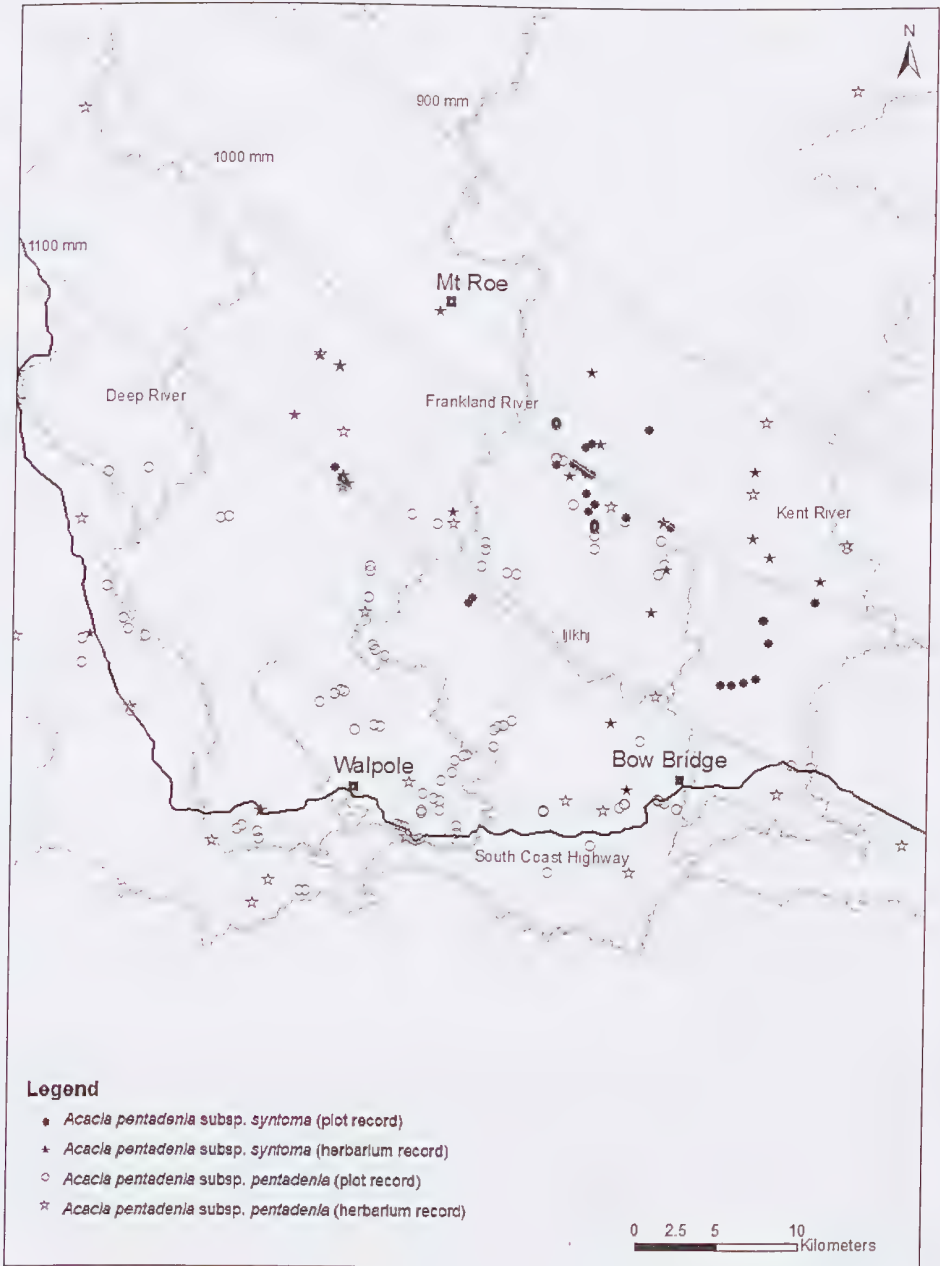 N
900 mm
1000 mm
1100 mm
Mt Roe
Deep River
Frankland River
Kent River
ljlkhj
Walpole
Bow Bridge
South Coast Highway
Legend
Acacia pentadenia subsp. syntoma (plot record)
Acacia pentadenia subsp. syntoma (herbarium record)
Acacia pentadenia subsp. pentadenia (plot record)
Acacia pentadenia subsp. pentadenia (herbarium record)
0 2.5 5 10
Kilometers